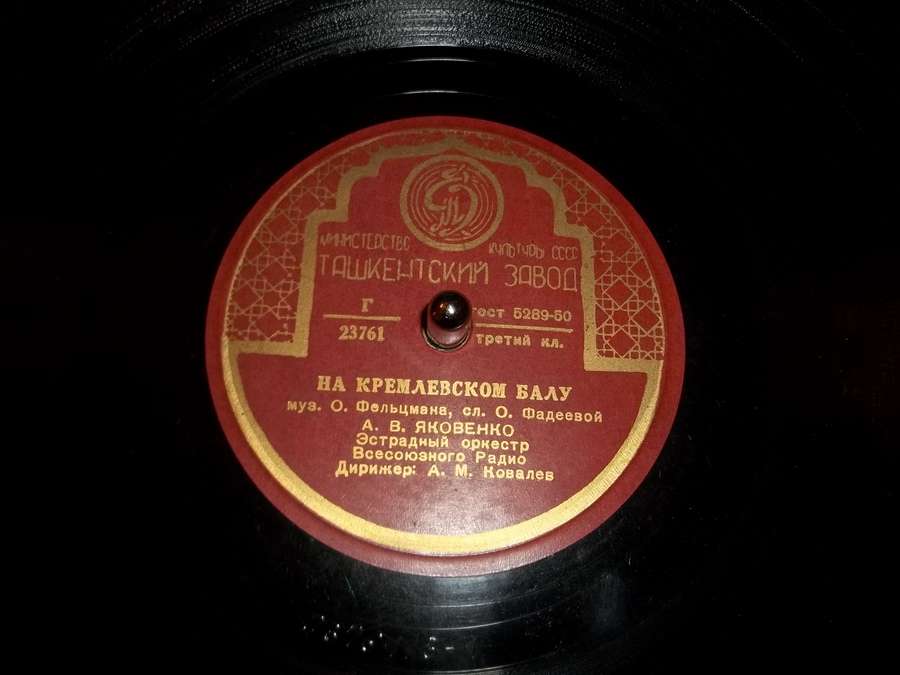 МИНИСТЕРСТВО КУЛЬТУРЫ СССР
ТАШКЕНТСКИЙ ЗАВОД
Г
23761
гост 5289-50
третий кл.
НА КРЕМЛЕВСКОМ БАЛУ
муз. О. Фельцмана, сл. О. Фадеевой
А. В. ЯКОВЕНКО
Эстрадный оркестр
Всесоюзного Радио
Дирижер: А. М. Ковалев